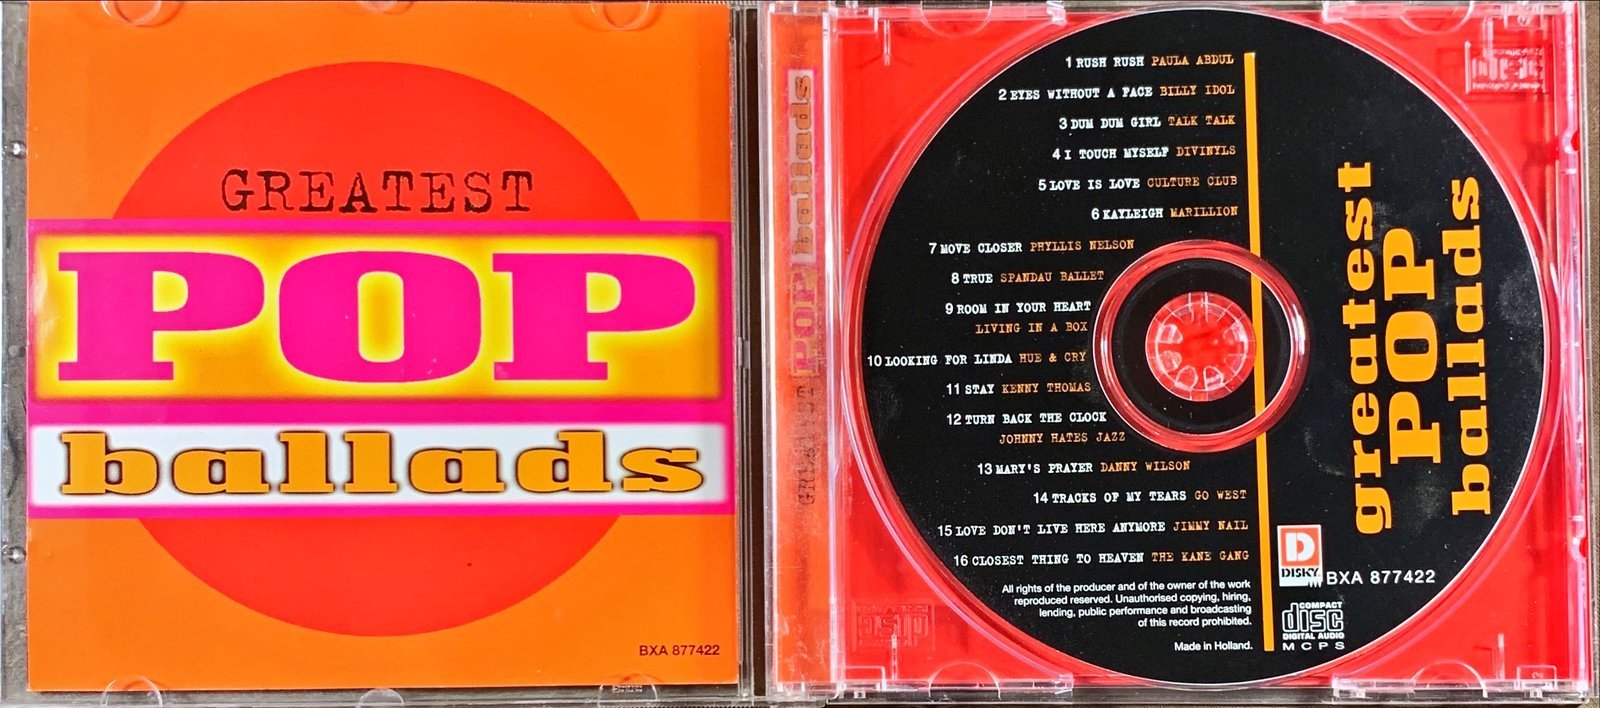 GREATEST
POP
ballads
BXA 877422
GREATEST POP ballads
1 RUSH RUSH PAULA ABDUL
2 EYES WITHOUT A FACE BILLY IDOL
3 DUM DUM GIRL TALK TALK
4 I TOUCH MYSELF DIVINYLS
5 LOVE IS LOVE CULTURE CLUB
6 KAYLEIGH MARILLION
7 MOVE CLOSER PHYLLIS NELSON
8 TRUE SPANDAU BALLET
9 ROOM IN YOUR HEART
LIVING IN A BOX
10 LOOKING FOR LINDA HUE & CRY
11 STAY KENNY THOMAS
12 TURN BACK THE CLOCK
JOHNNY HATES JAZZ
13 MARY'S PRAYER DANNY WILSON
14 TRACKS OF MY TEARS GO WEST
15 LOVE DON'T LIVE HERE ANYMORE JIMMY NAIL
16 CLOSEST THING TO HEAVEN THE KANE GANG
All rights of the producer and of the owner of the work
reproduced reserved. Unauthorised copying, hiring,
lending, public performance and broadcasting
of this record prohibited.
Made in Holland.
greatest
POP
ballads
D
DISKY
BXA 877422
COMPACT
disc
DIGITAL AUDIO
MCPS